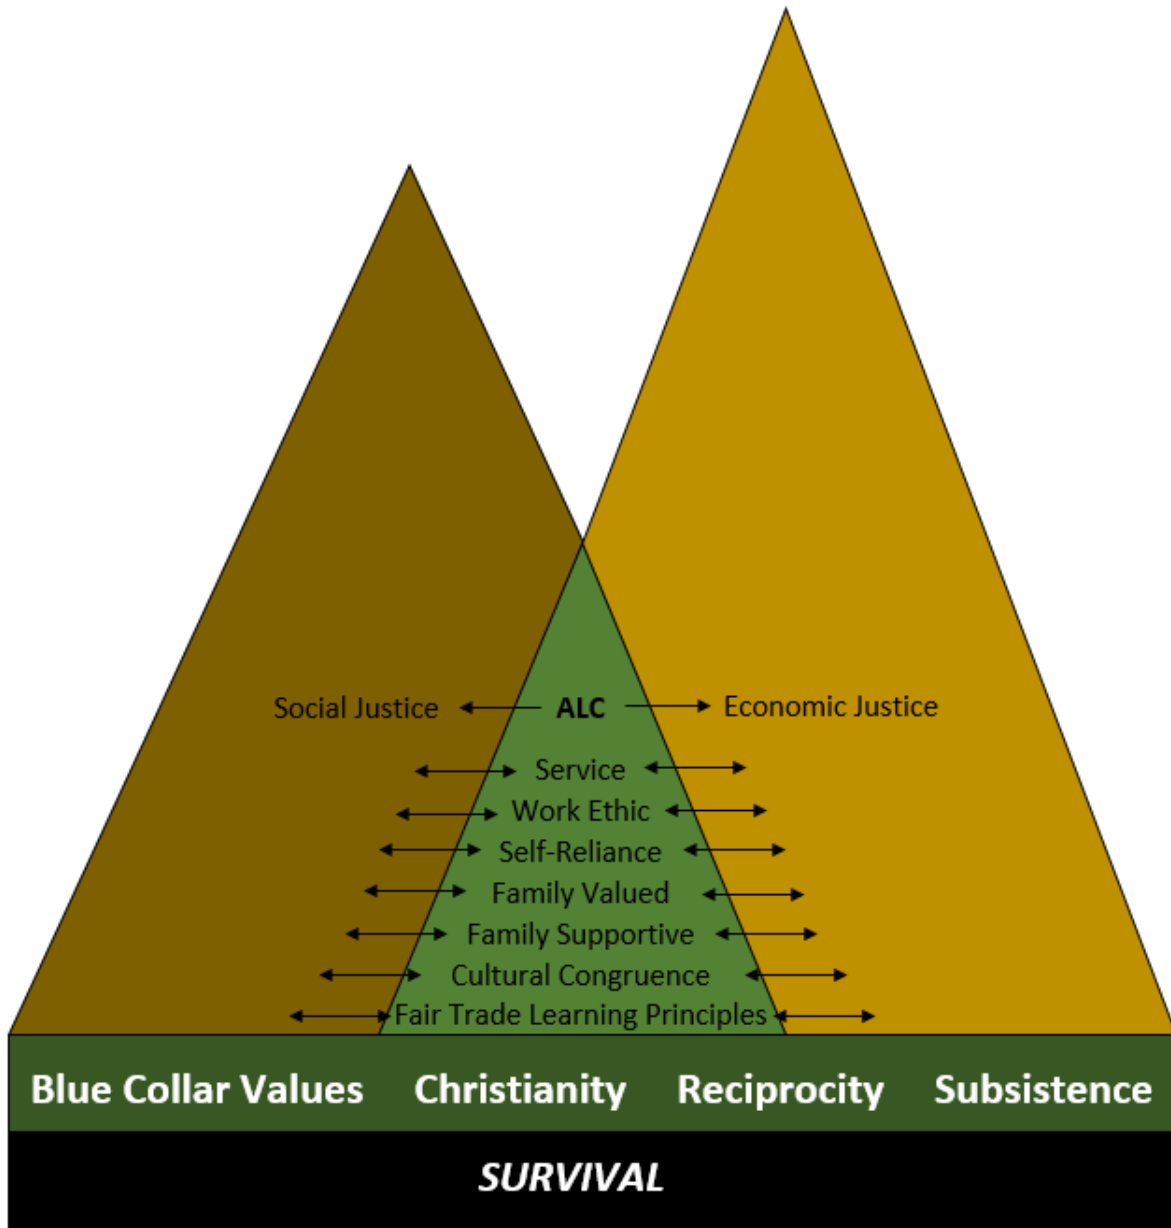 Social Justice ALC Economic Justice
Service
Work Ethic
Self-Reliance
Family Valued
Family Supportive
Cultural Congruence
Fair Trade Learning Principles
Blue Collar Values Christianity Reciprocity Subsistence
SURVIVAL